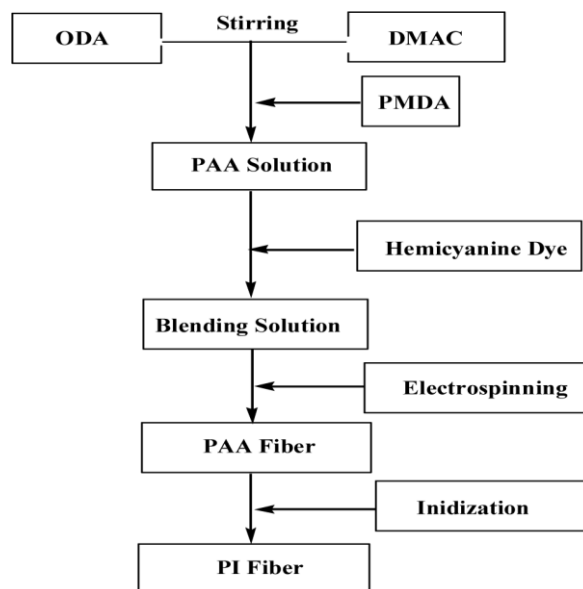 Stirring
ODA
DMAC
PMDA
PAA Solution
Hemicyanine Dye
Blending Solution
Electrospinning
PAA Fiber
Inidization
PI Fiber